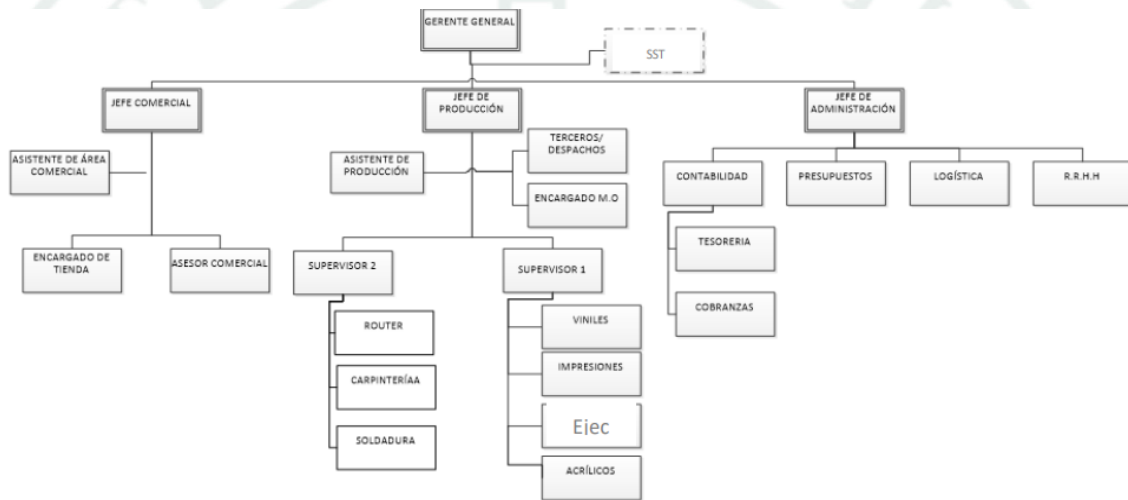 GERENTE GENERAL
SST
JEFE COMERCIAL
JEFE DE
PRODUCCIÓN
JEFE DE
ADMINISTRACIÓN
ASISTENTE DE ÁREA
COMERCIAL
ASISTENTE DE
PRODUCCIÓN
TERCEROS/
DESPACHOS
ENCARGADO M.O
CONTABILIDAD
PRESUPUESTOS
LOGÍSTICA
R.R.H.H
ENCARGADO DE
TIENDA
ASESOR COMERCIAL
SUPERVISOR 2
SUPERVISOR 1
TESORERIA
COBRANZAS
ROUTER
CARPINTERÍAA
SOLDADURA
VINILES
IMPRESIONES
Ejec
ACRÍLICOS